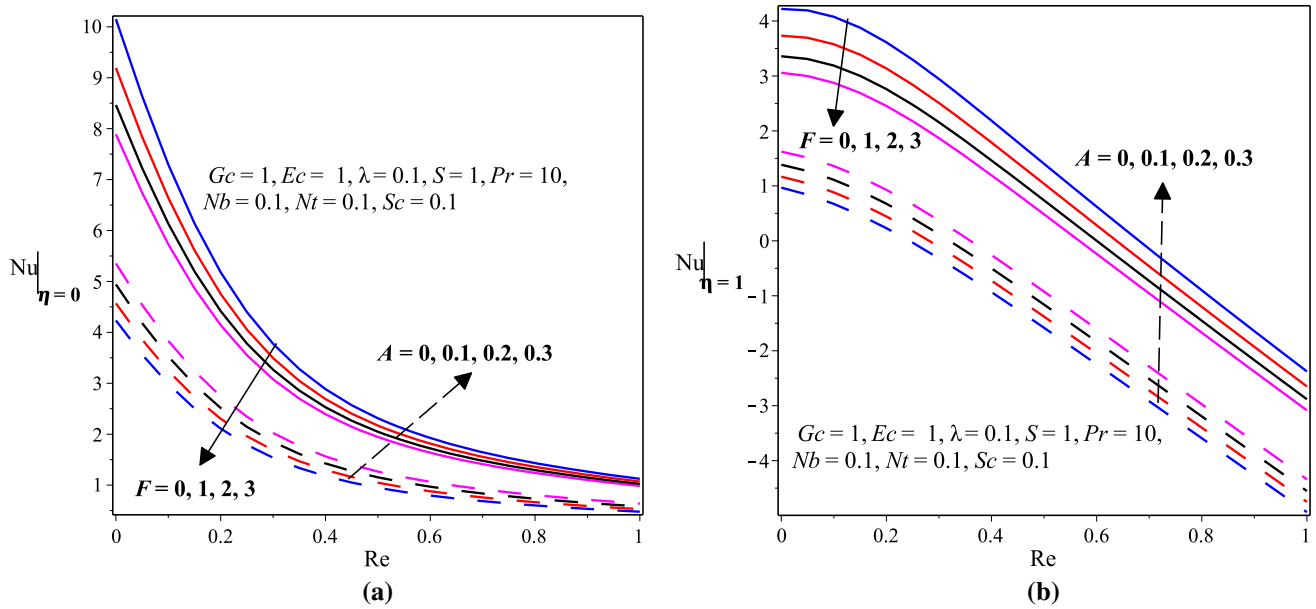 10
9
8
7
6
5
4
3
2
1
0
0.2
0.4
0.6
0.8
1
Nu|η = 0
Re
Gc = 1, Ec = 1, λ = 0.1, S = 1, Pr = 10,
Nb = 0.1, Nt = 0.1, Sc = 0.1
A = 0, 0.1, 0.2, 0.3
F = 0, 1, 2, 3
(a)
4
3
2
1
0
−1
−2
−3
−4
0
0.2
0.4
0.6
0.8
1
Nu|η = 1
Re
F = 0, 1, 2, 3
A = 0, 0.1, 0.2, 0.3
Gc = 1, Ec = 1, λ = 0.1, S = 1, Pr = 10,
Nb = 0.1, Nt = 0.1, Sc = 0.1
(b)